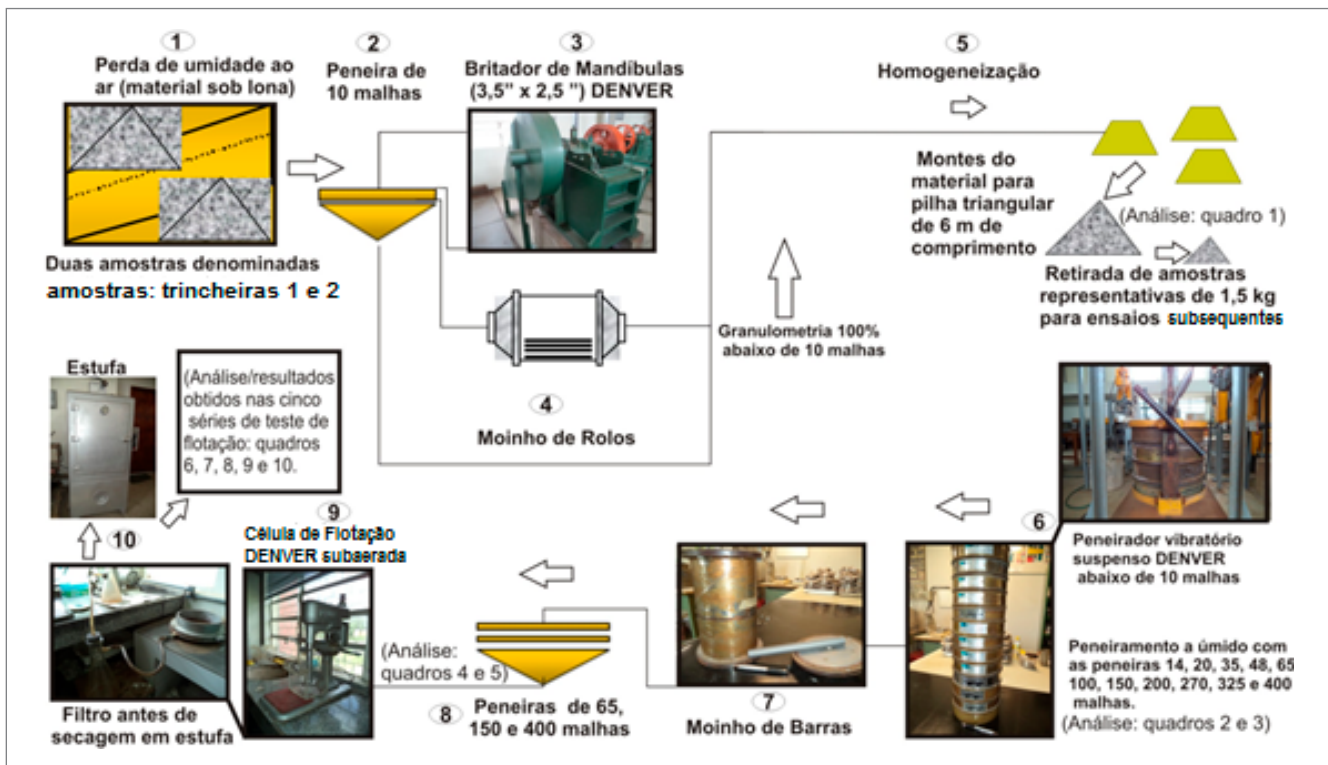 1
Perda de umidade ao
ar (material sob lona)
Duas amostras denominadas
amostras: trincheiras 1 e 2
2
Peneira de
10 malhas
3
Britador de Mandíbulas
(3,5" x 2,5 ") DENVER
4
Moinho de Rolos
Granulometria 100%
abaixo de 10 malhas
5
Homogeneização
Montes do
material para
pilha triangular
de 6 m de
comprimento
(Análise: quadro 1)
Retirada de amostras
representativas de 1,5 kg
para ensaios subsequentes
6
Peneirador vibratório
suspenso DENVER
abaixo de 10 malhas
Peneiramento a úmido com
as peneiras 14, 20, 35, 48, 65
100, 150, 200, 270, 325 e 400
malhas.
(Análise: quadros 2 e 3)
7
Moinho de Barras
8
Peneiras de 65,
150 e 400 malhas
(Análise:
quadros 4 e 5)
9
Célula de Flotação
DENVER subaerada
10
Filtro antes de
secagem em estufa
Estufa
(Análise/resultados
obtidos nas cinco
séries de teste de
flotação: quadros
6, 7, 8, 9 e 10.